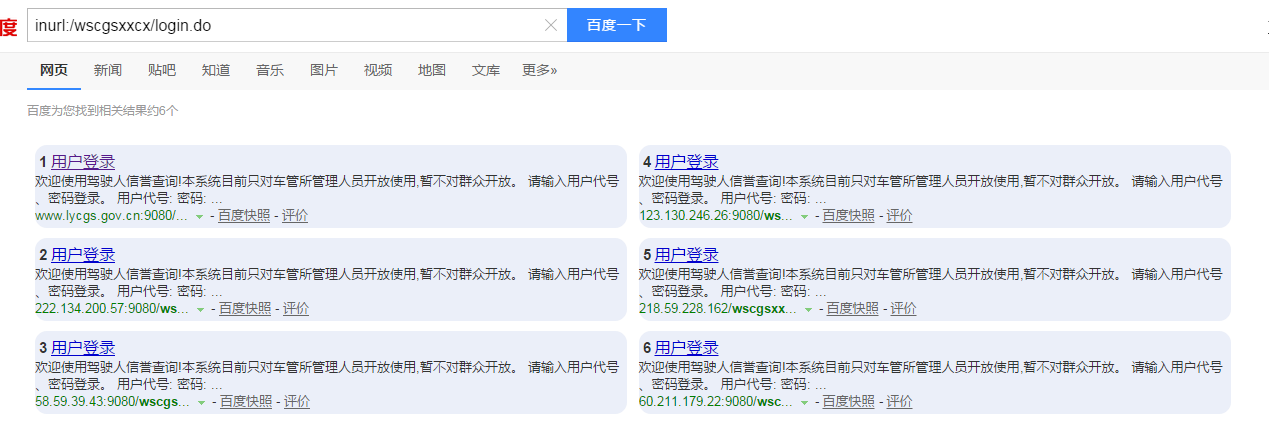 度 inurl:/wscgsxxcx/login.do 百度一下
网页 新闻 贴吧 知道 音乐 图片 视频 地图 文库 更多»
百度为您找到相关结果约6个
1 用户登录
欢迎使用驾驶人信誉查询!本系统目前只对车管所管理人员开放使用,暂不对群众开放。 请输入用户代号
、密码登录。 用户代号: 密码: ...
www.lycgs.gov.cn:9080/... - 百度快照 - 评价
2 用户登录
欢迎使用驾驶人信誉查询!本系统目前只对车管所管理人员开放使用,暂不对群众开放。 请输入用户代号
、密码登录。 用户代号: 密码: ...
222.134.200.57:9080/ws... - 百度快照 - 评价
3 用户登录
欢迎使用驾驶人信誉查询!本系统目前只对车管所管理人员开放使用,暂不对群众开放。 请输入用户代号
、密码登录。 用户代号: 密码: ...
58.59.39.43:9080/wscgs... - 百度快照 - 评价
4 用户登录
欢迎使用驾驶人信誉查询!本系统目前只对车管所管理人员开放使用,暂不对群众开放。 请输入用户代号
、密码登录。 用户代号: 密码: ...
123.130.246.26:9080/ws... - 百度快照 - 评价
5 用户登录
欢迎使用驾驶人信誉查询!本系统目前只对车管所管理人员开放使用,暂不对群众开放。 请输入用户代号
、密码登录。 用户代号: 密码: ...
218.59.228.162/wscgsxx... - 百度快照 - 评价
6 用户登录
欢迎使用驾驶人信誉查询!本系统目前只对车管所管理人员开放使用,暂不对群众开放。 请输入用户代号
、密码登录。 用户代号: 密码: ...
60.211.179.22:9080/wsc... - 百度快照 - 评价